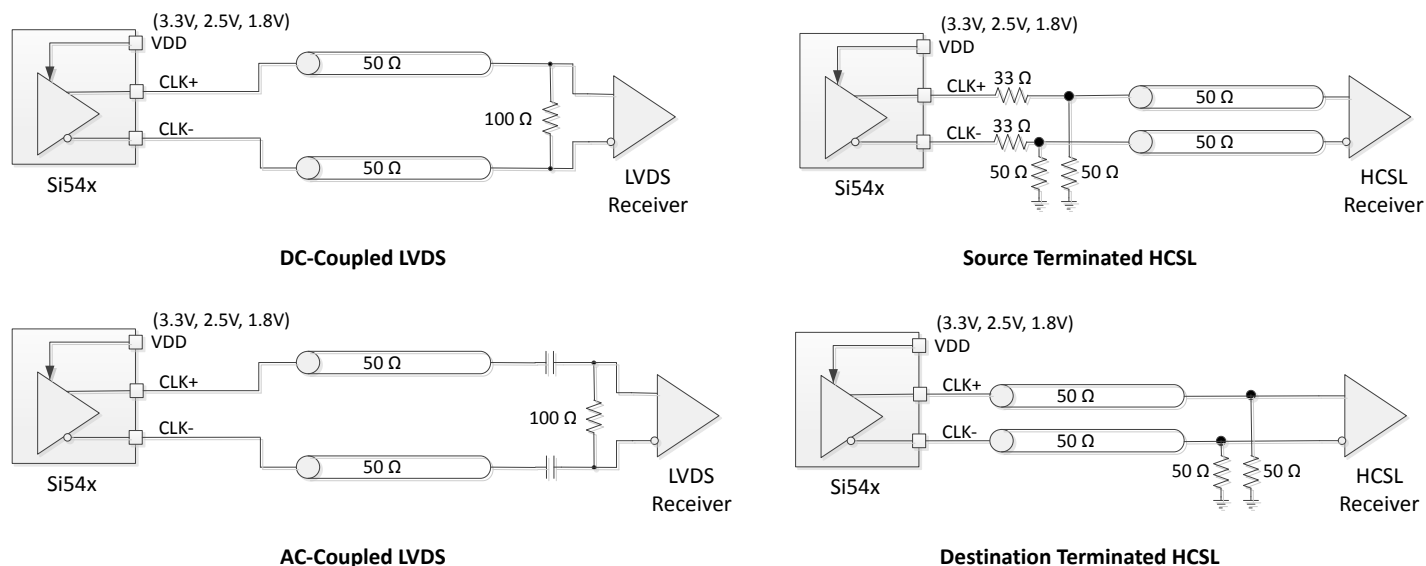 (3.3V, 2.5V, 1.8V)
VDD
CLK+
CLK-
50 Ω
50 Ω
100 Ω
Si54x
LVDS
Receiver
DC-Coupled LVDS
(3.3V, 2.5V, 1.8V)
VDD
CLK+
33 Ω
CLK-
33 Ω
50 Ω
50 Ω
50 Ω
50 Ω
Si54x
HCSL
Receiver
Source Terminated HCSL
(3.3V, 2.5V, 1.8V)
VDD
CLK+
CLK-
50 Ω
50 Ω
100 Ω
Si54x
LVDS
Receiver
AC-Coupled LVDS
(3.3V, 2.5V, 1.8V)
VDD
CLK+
CLK-
50 Ω
50 Ω
50 Ω
50 Ω
Si54x
HCSL
Receiver
Destination Terminated HCSL